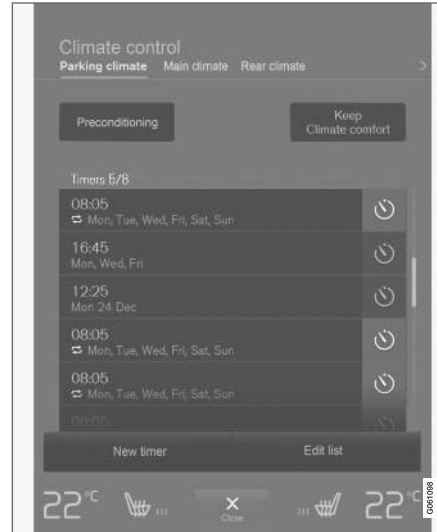 Climate control
Parking climate Main climate Rear climate
Preconditioning
Keep
Climate comfort
Timers 5/8
08:05
Mon, Tue, Wed, Fri, Sat, Sun
16:45
Mon, Wed, Fri
12:25
Mon 24 Dec
08:05
Mon, Tue, Wed, Fri, Sat, Sun
08:05
Mon, Tue, Wed, Fri, Sat, Sun
08:05
New timer Edit list
22°C 22°C
Close
G061098